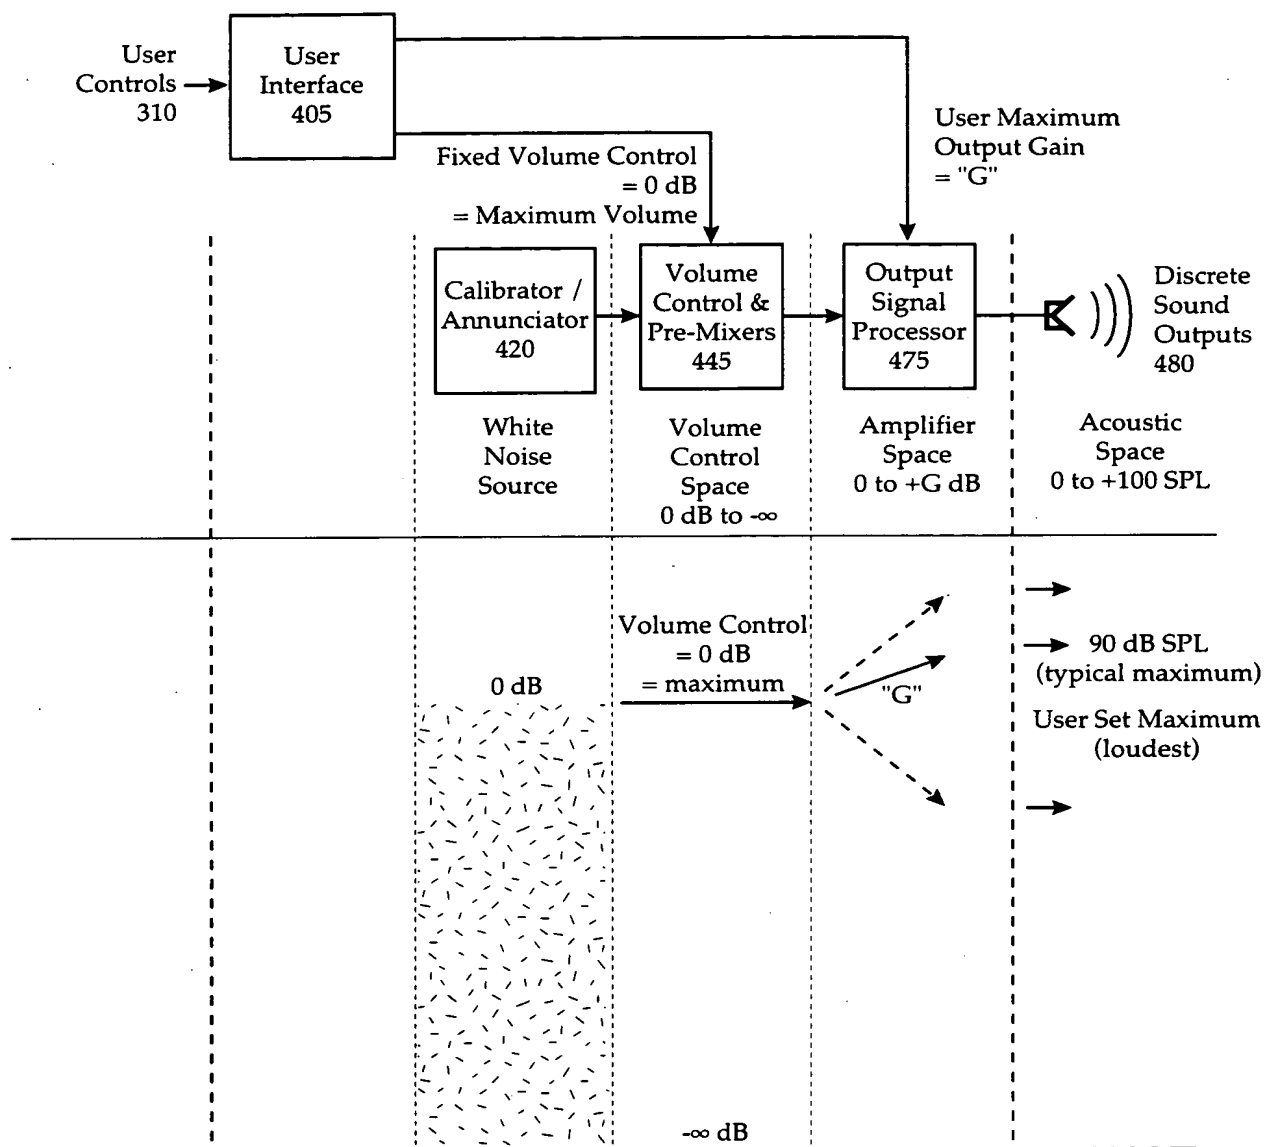 User
Controls
310
User
Interface
405
Fixed Volume Control
= 0 dB
= Maximum Volume
User Maximum
Output Gain
= "G"
Calibrator /
Annunciator
420
Volume
Control &
Pre-Mixers
445
Output
Signal
Processor
475
Discrete
Sound
Outputs
480
White
Noise
Source
Volume
Control
Space
0 dB to -∞
Amplifier
Space
0 to +G dB
Acoustic
Space
0 to +100 SPL
0 dB
Volume Control
= 0 dB
= maximum
"G"
90 dB SPL
(typical maximum)
User Set Maximum
(loudest)
-∞ dB